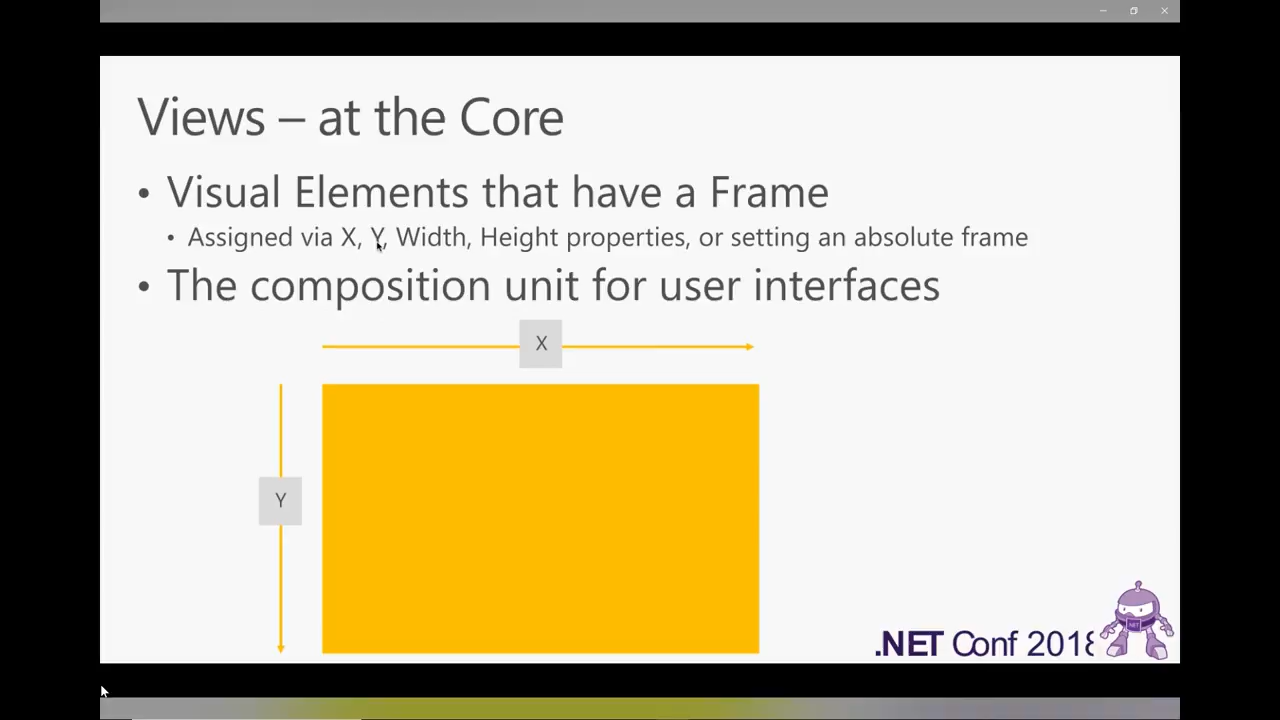 Views – at the Core
• Visual Elements that have a Frame
• Assigned via X, Y, Width, Height properties, or setting an absolute frame
• The composition unit for user interfaces
X
Y
.NET Conf 2018
.NET